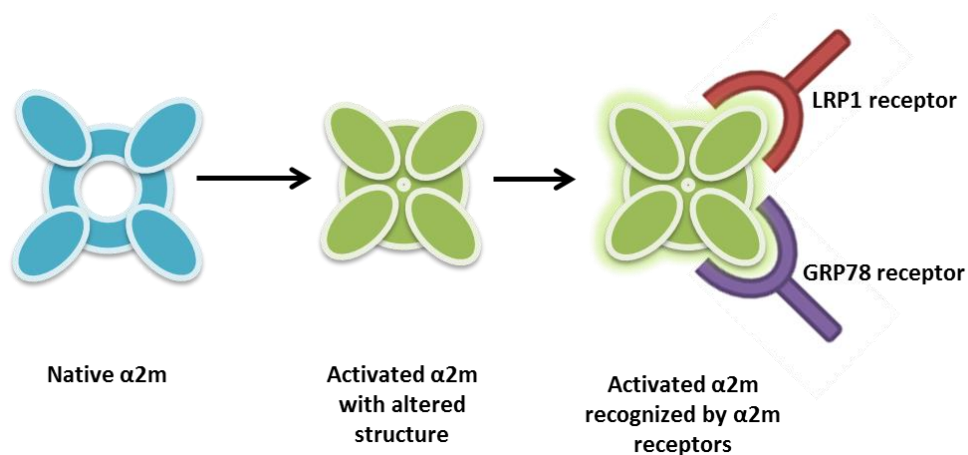 LRP1 receptor
GRP78 receptor
Native α2m
Activated α2m
with altered
structure
Activated α2m
recognized by α2m
receptors